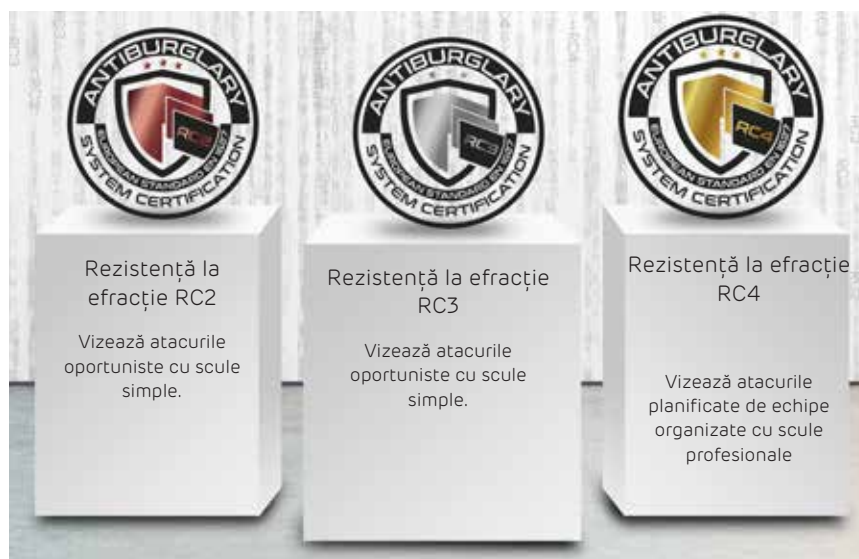 ANTIBURGLARY
RC2
EUROPEAN STANDARD EN 1627
SYSTEM CERTIFICATION
Rezistență la
efracție RC2
Vizează atacurile
oportuniste cu scule
simple.
ANTIBURGLARY
RC3
EUROPEAN STANDARD EN 1627
SYSTEM CERTIFICATION
Rezistență la efracție
RC3
Vizează atacurile
oportuniste cu scule
simple.
ANTIBURGLARY
RC4
EUROPEAN STANDARD EN 1627
SYSTEM CERTIFICATION
Rezistență la efracție
RC4
Vizează atacurile
planificate de echipe
organizate cu scule
profesionale